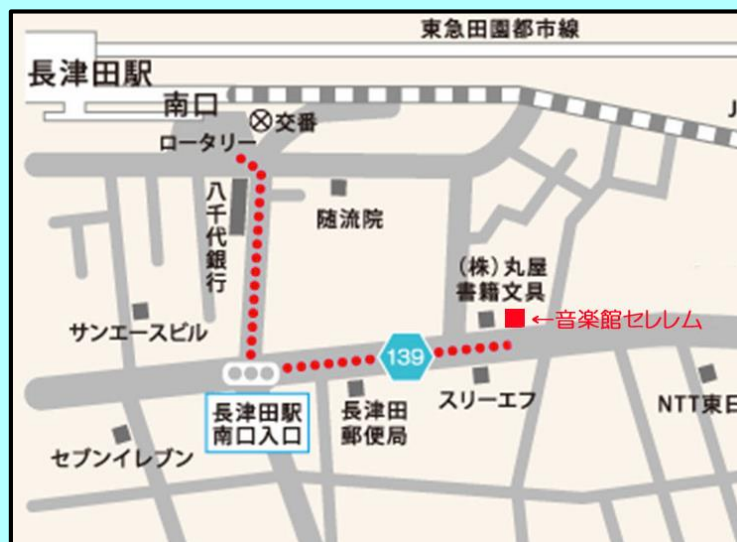 東急田園都市線
長津田駅
南口
交番
ロータリー
J
八千代銀行
随流院
(株)丸屋
書籍文具
←音楽館セレレム
サンエースビル
139
長津田駅
南口入口
長津田
郵便局
スリーエフ
NTT東日
セブンイレブン